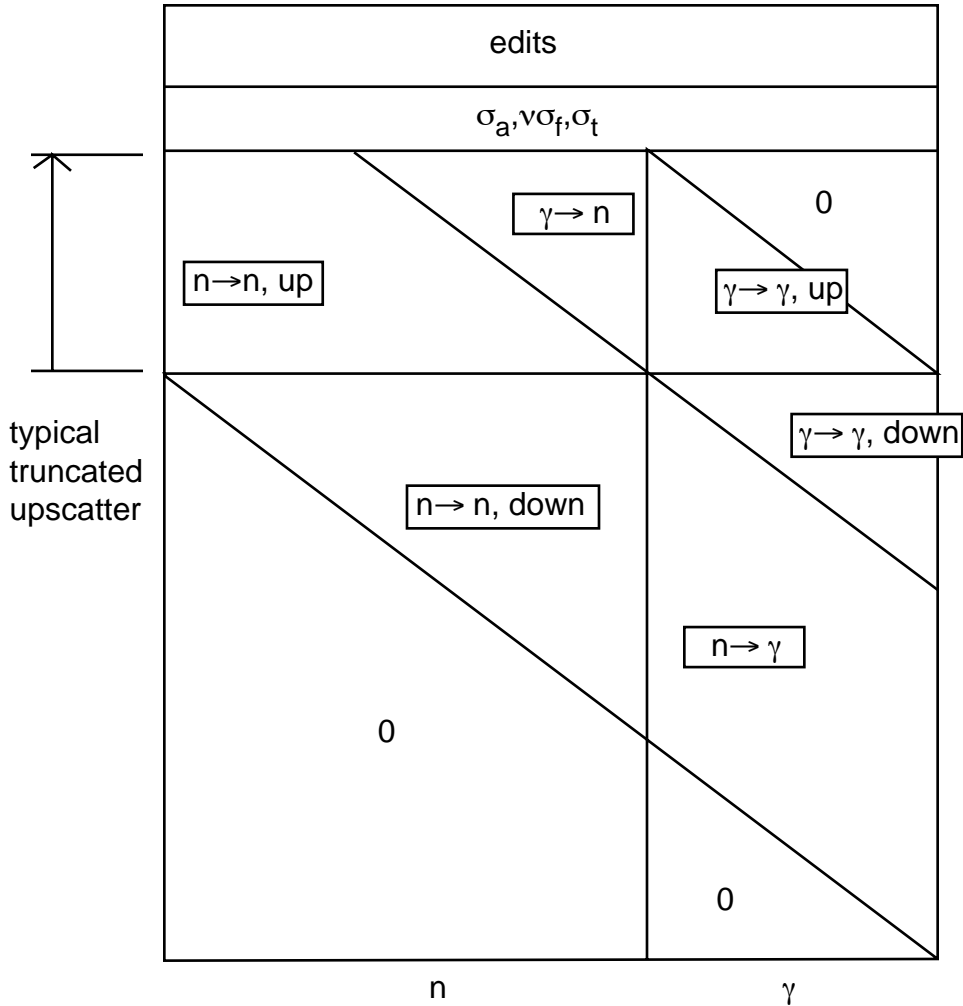 edits
σa,νσf,σt
γ→ n
0
n→n, up
γ→ γ, up
typical
truncated
upscatter
γ→ γ, down
n→ n, down
n→ γ
0
0
n
γ